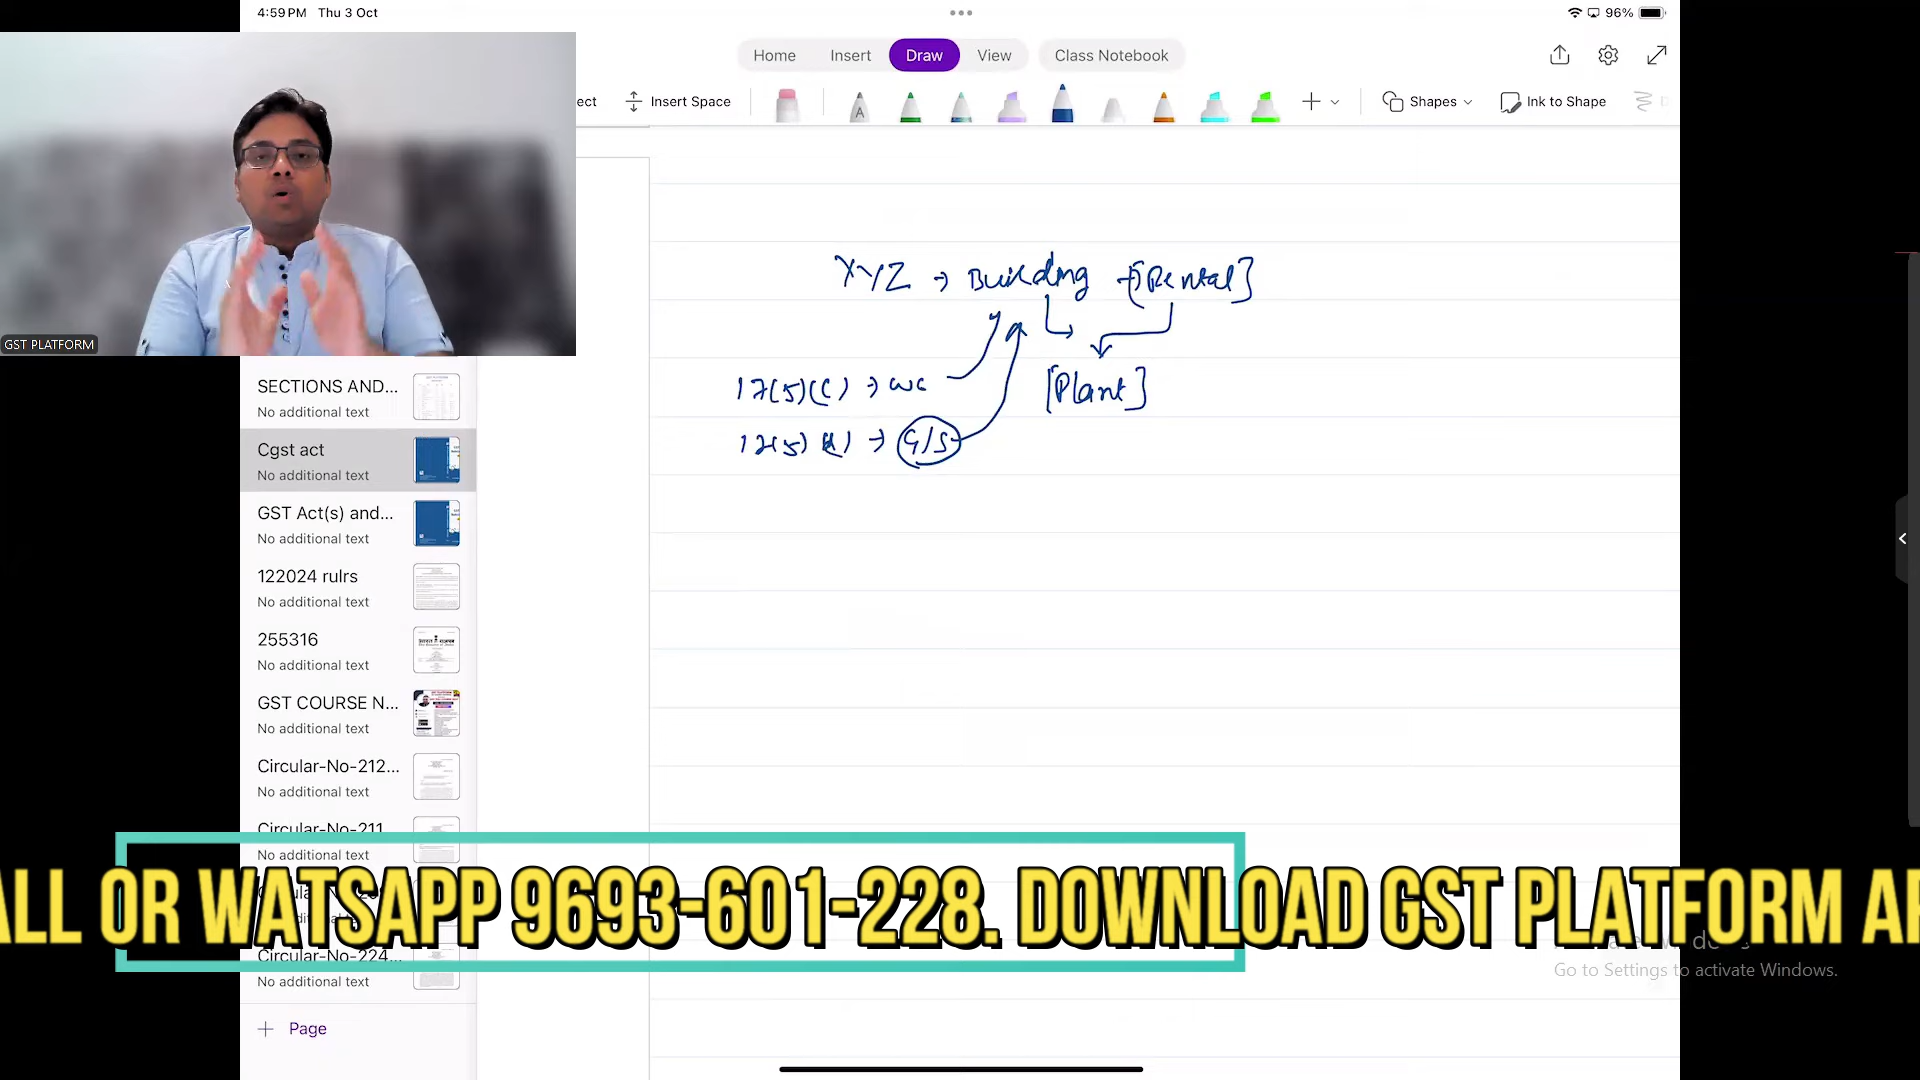 4:59 PM Thu 3 Oct
96%
Home Insert Draw View Class Notebook
ect Insert Space A Shapes Ink to Shape
GST PLATFORM
XYZ → Building → [Rental]
17(5)(c) → WC
[Plant]
17(5)(d) → G/S
SECTIONS AND...
No additional text
Cgst act
No additional text
GST Act(s) and...
No additional text
122024 rulrs
No additional text
255316
No additional text
GST COURSE N...
No additional text
Circular-No-212...
No additional text
Circular-No-211
No additional text
ALL OR WATSAPP 9693-601-228. DOWNLOAD GST PLATFORM AP
Circular-No-224...
No additional text
Go to Settings to activate Windows.
+ Page